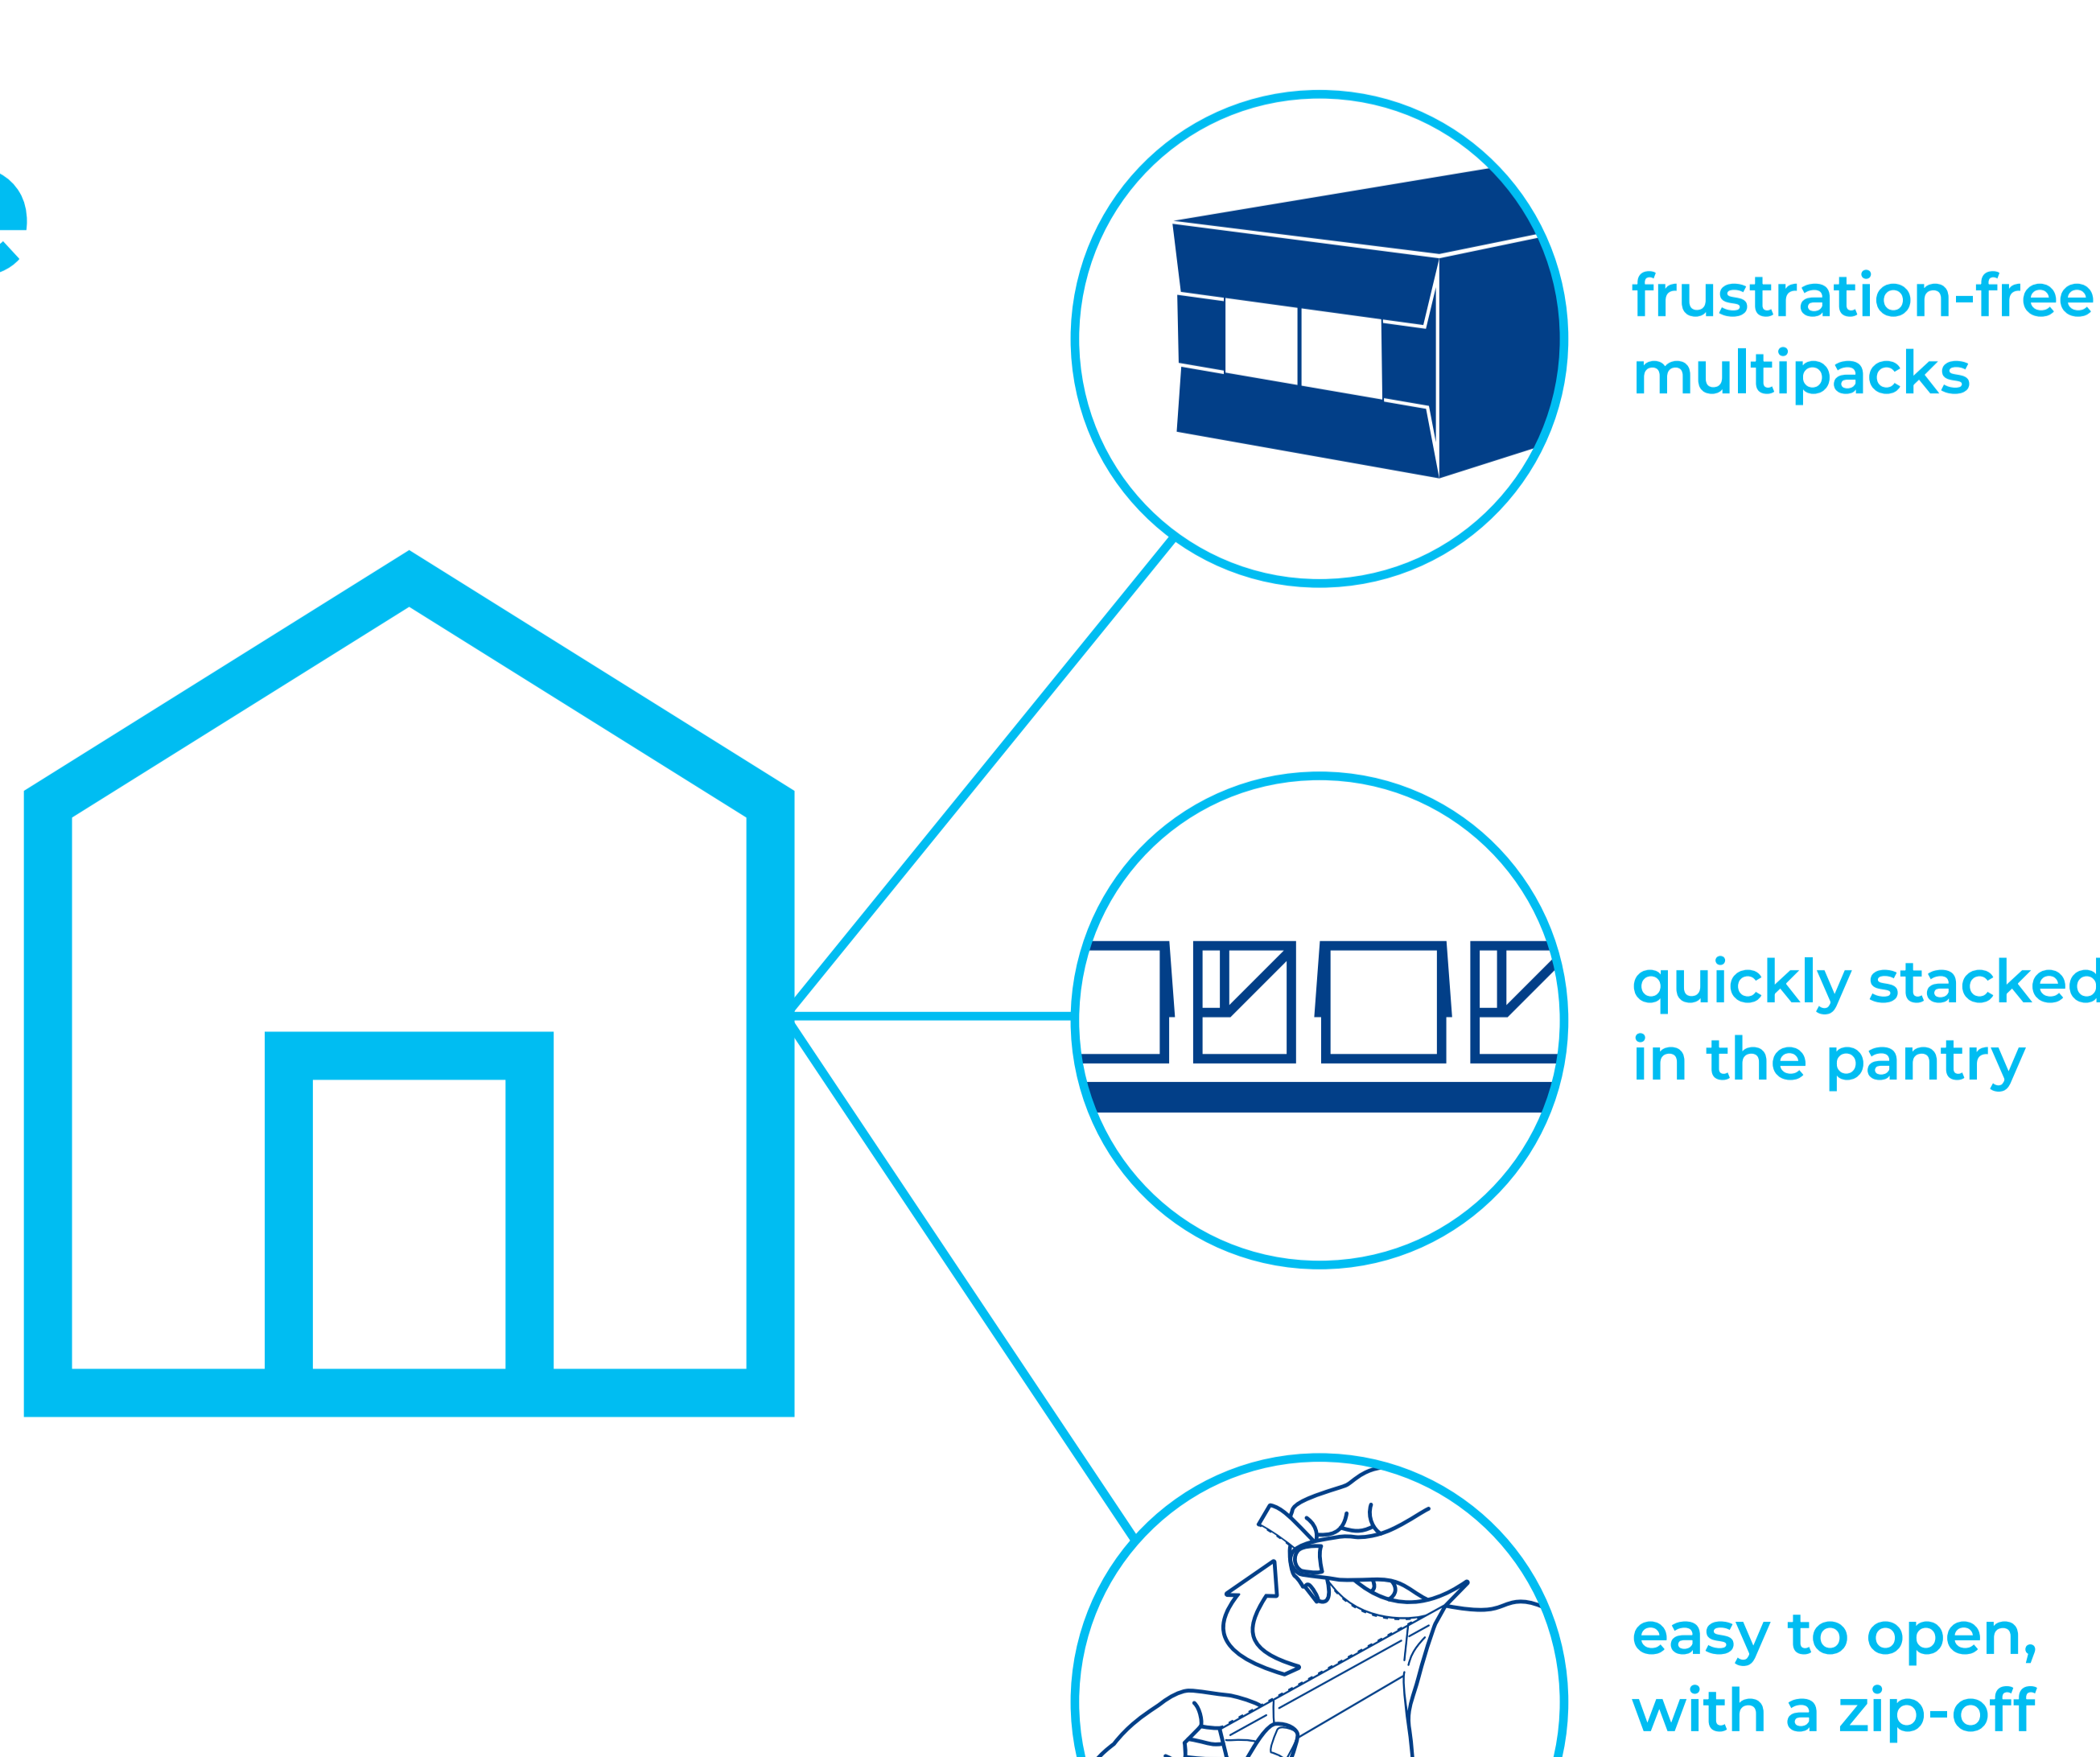 frustration-free
multipacks
quickly stacked
in the pantry
easy to open,
with a zip-off